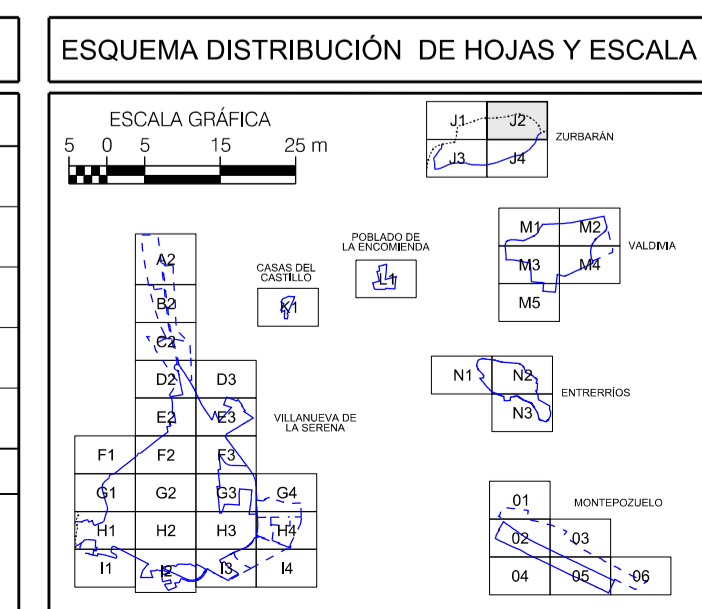 ESQUEMA DISTRIBUCIÓN DE HOJAS Y ESCALA
ESCALA GRÁFICA
5 0 5 15 25 m
J1 J2
J3 J4
ZURBARÁN
M1 M2
M3 M4
M5
VALDIVIA
POBLADO DE
LA ENCOMIENDA
L1
CASAS DEL
CASTILLO
K1
A2
B2
C2
D2 D3
E2 E3
F1 F2 F3
G1 G2 G3 G4
H1 H2 H3 H4
I1 I2 I3 I4
VILLANUEVA DE
LA SERENA
N1 N2
N3
ENTRERRÍOS
01
02 03
04 05 06
MONTEPOZUELO